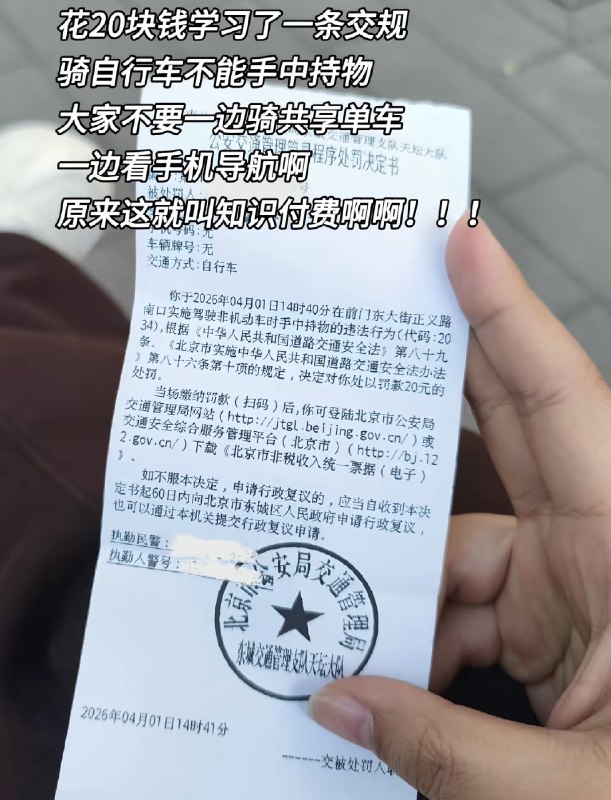 花20块钱学习了一条交规
骑自行车不能手中持物
大家不要一边骑共享单车
一边看手机导航啊
原来这就叫知识付费啊啊！！！
交通管理支队天坛大队
公安交通管理简易程序处罚决定书
被处罚人
号码:无
车辆牌号:无
交通方式:自行车
你于2026年04月01日14时40分在前门东大街正义路
南口实施驾驶非机动车时手中持物的违法行为(代码:20
34),根据《中华人民共和国道路交通安全法》第八十九
条、《北京市实施中华人民共和国道路交通安全法办法
》第八十六条第十项的规定,决定对你处以罚款20元的
处罚。
当场缴纳罚款(扫码)后,你可登陆北京市公安局
交通管理局网站(http://jtgl.beijing.gov.cn/)或
交通安全综合服务管理平台(北京市)(http://bj.12
2.gov.cn/)下载《北京市非税收入统一票据(电子)
》。
如不服本决定,申请行政复议的,应当自收到本决
定书起60日内向北京市东城区人民政府申请行政复议,
也可以通过本机关提交行政复议申请。
执勤民警:
执勤人警号:
北京市公安局交通管理局
东城交通管理支队天坛大队
2026年04月01日14时41分
------交被处罚人